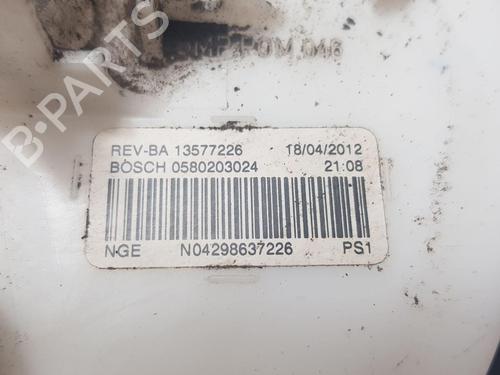 REV-BA 13577226 18/04/2012
BOSCH 0580203024 21:08
NGE N04298637226 PS1
B-PARTS